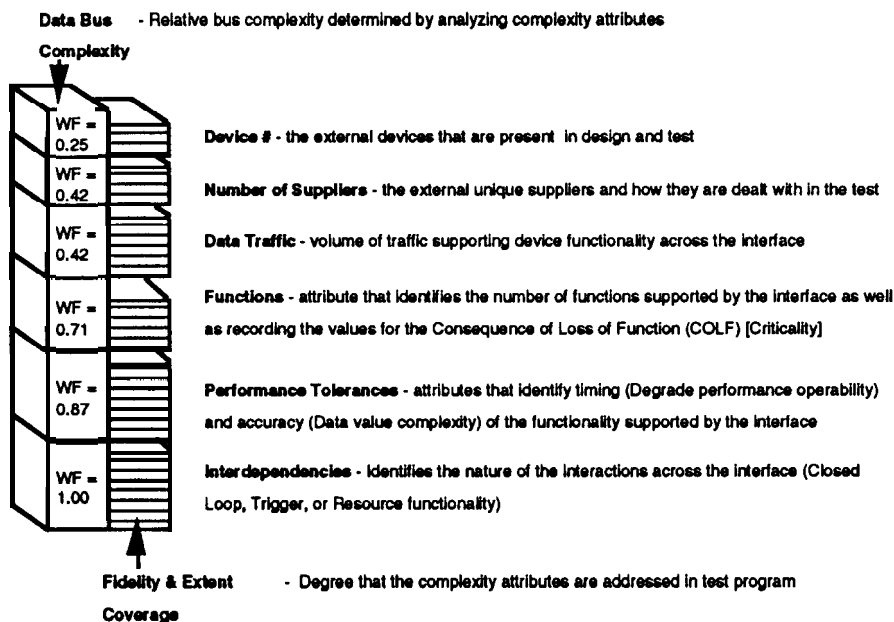 Data Bus - Relative bus complexity determined by analyzing complexity attributes
Complexity
WF =
0.25
Device # - the external devices that are present in design and test
WF =
0.42
Number of Suppliers - the external unique suppliers and how they are dealt with in the test
WF =
0.42
Data Traffic - volume of traffic supporting device functionality across the interface
WF =
0.71
Functions - attribute that identifies the number of functions supported by the interface as well
as recording the values for the Consequence of Loss of Function (COLF) [Criticality]
WF =
0.87
Performance Tolerances - attributes that identify timing (Degrade performance operability)
and accuracy (Data value complexity) of the functionality supported by the interface
WF =
1.00
Interdependencies - Identifies the nature of the interactions across the interface (Closed
Loop, Trigger, or Resource functionality)
Fidelity & Extent - Degree that the complexity attributes are addressed in test program
Coverage